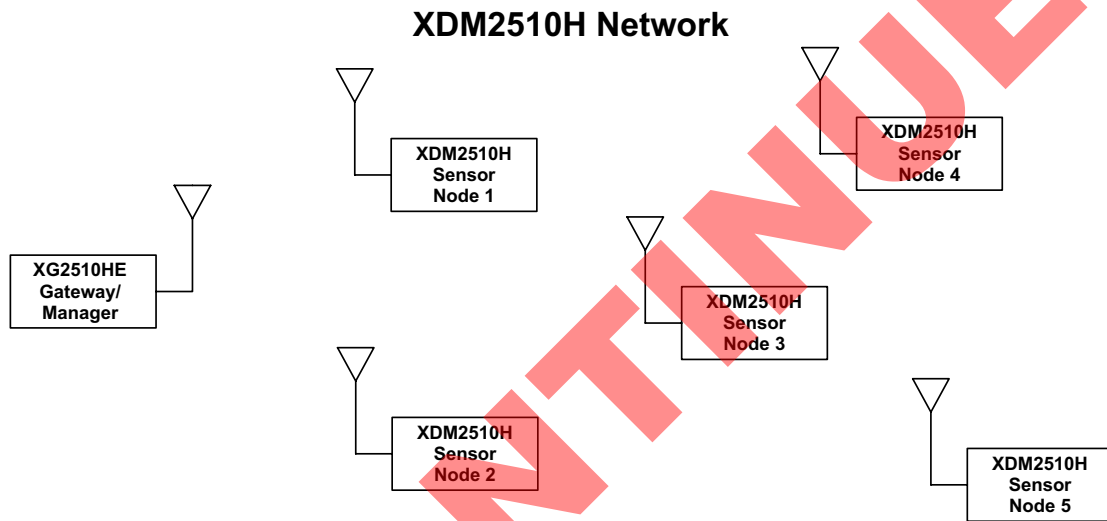 XDM2510H Network
XDM2510H
Sensor
Node 4
XDM2510H
Sensor
Node 1
XG2510HE
Gateway/
Manager
XDM2510H
Sensor
Node 3
XDM2510H
Sensor
Node 2
XDM2510H
Sensor
Node 5
NTINUE